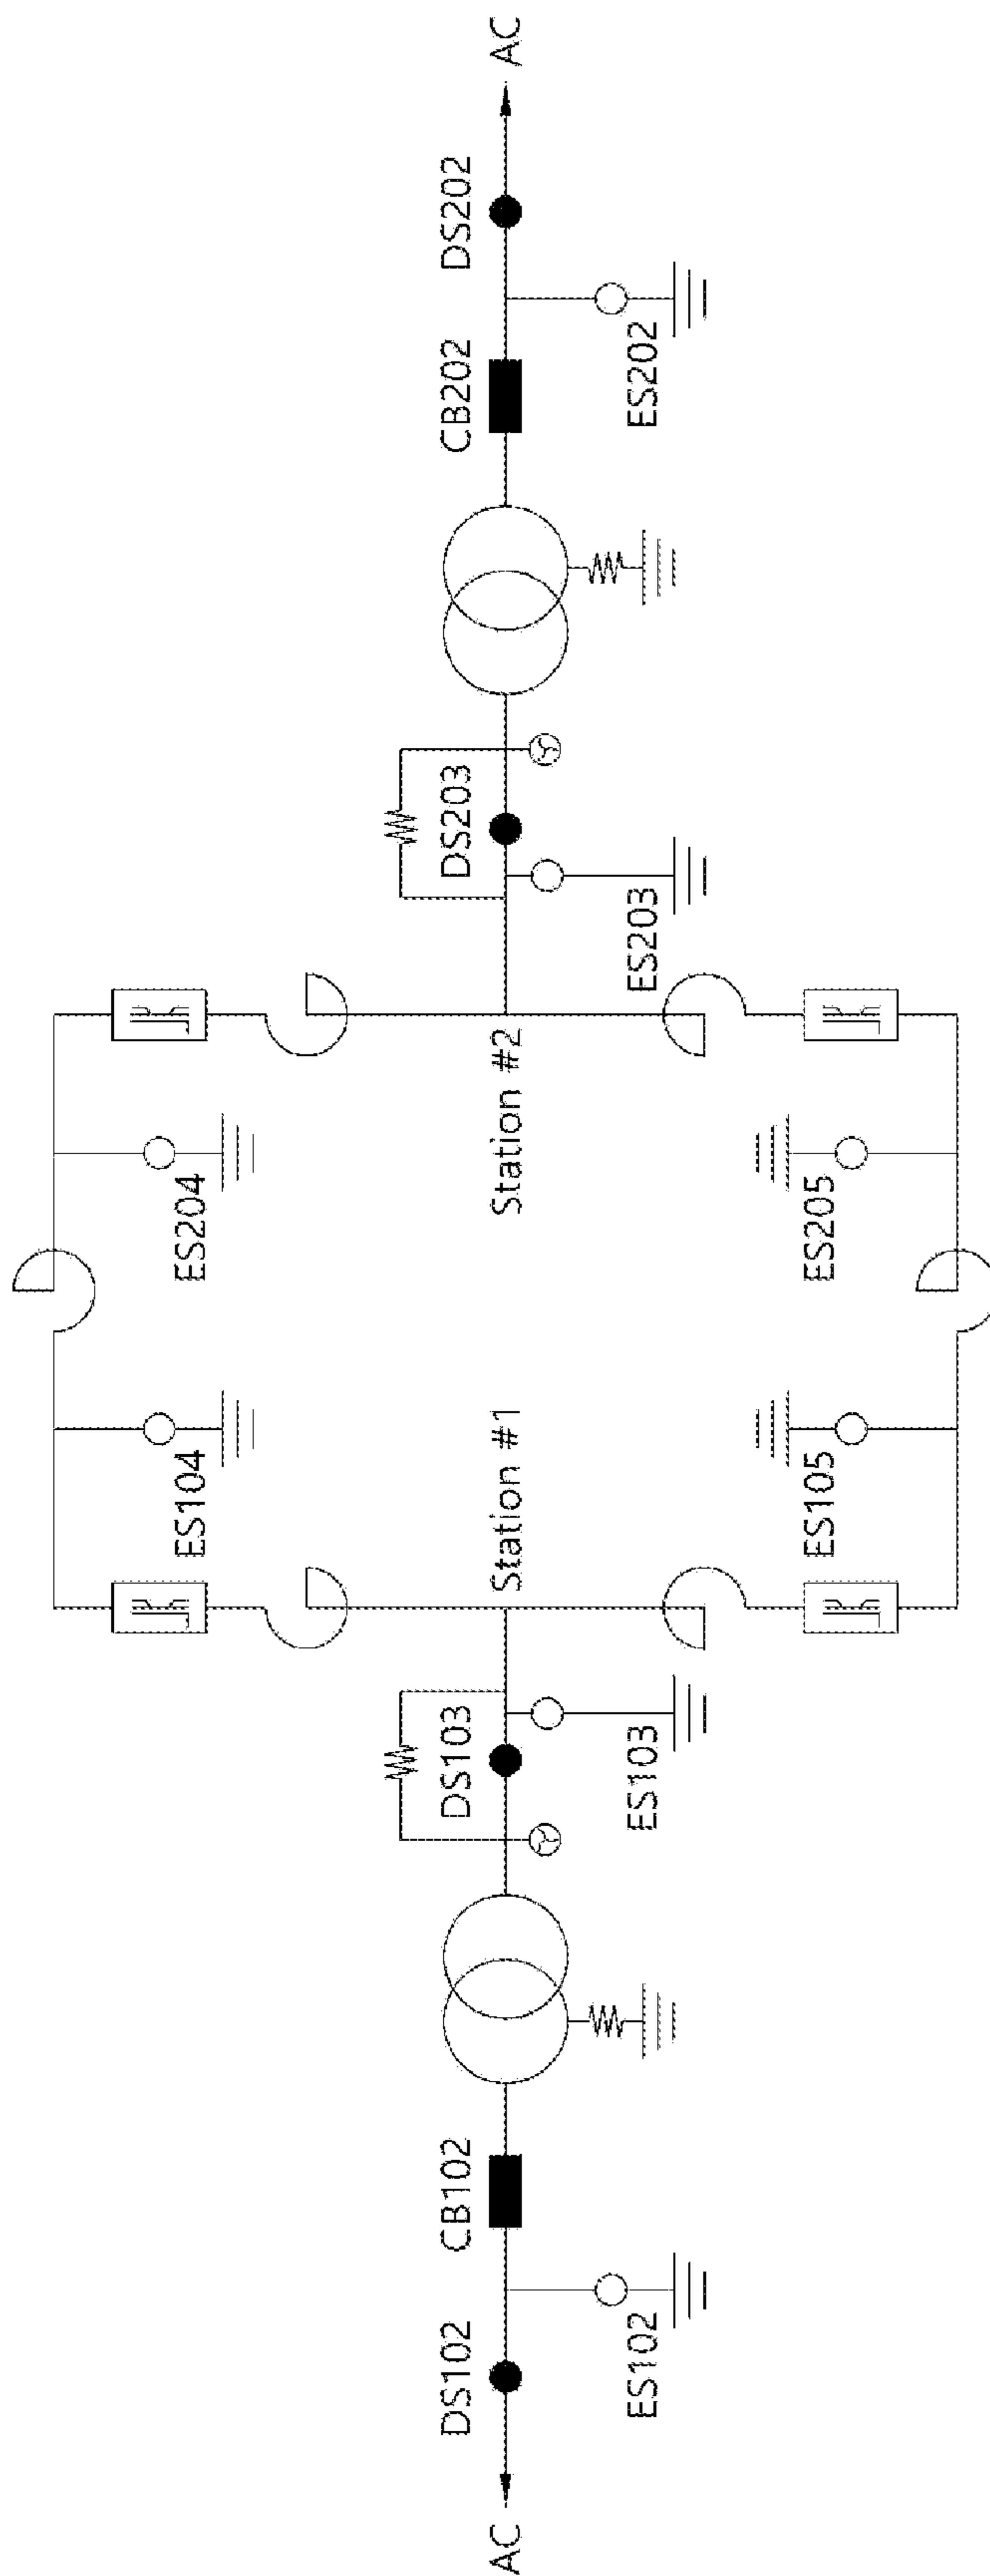 AC
DS202
CB202
ES202
DS203
ES203
Station #2
ES204
ES205
Station #1
ES104
ES105
DS103
ES103
CB102
DS102
ES102
AC